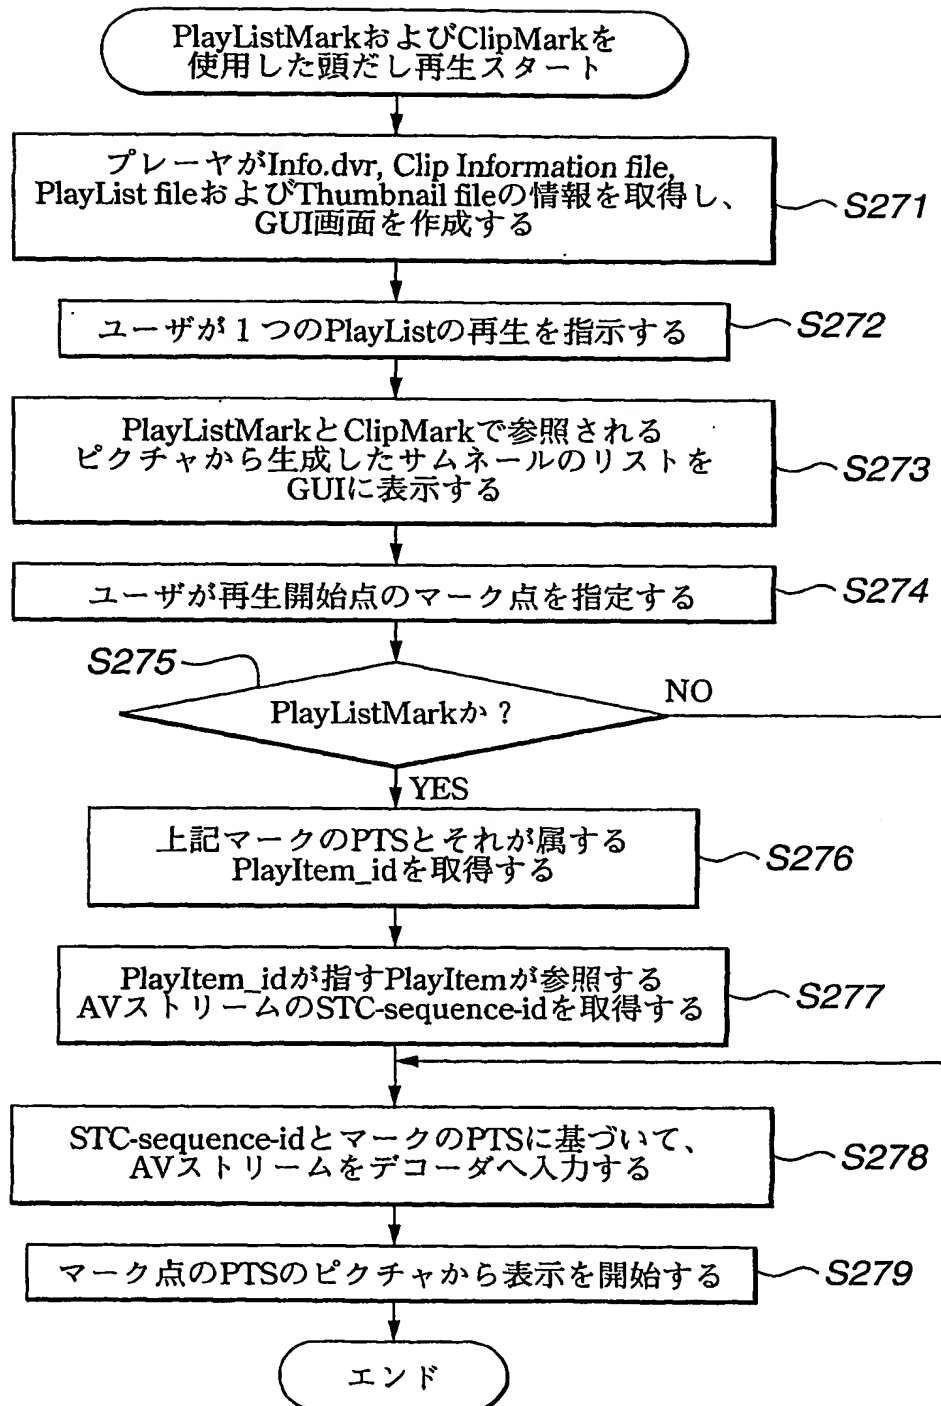 PlayListMarkおよびClipMarkを
使用した頭だし再生スタート
プレーヤがInfo.dvr, Clip Information file,
PlayList fileおよびThumbnail fileの情報を取得し、
GUI画面を作成する
S271
ユーザが１つのPlayListの再生を指示する
S272
PlayListMarkとClipMarkで参照される
ピクチャから生成したサムネールのリストを
GUIに表示する
S273
ユーザが再生開始点のマーク点を指定する
S274
S275
PlayListMarkか？
NO
YES
上記マークのPTSとそれが属する
PlayItem_idを取得する
S276
PlayItem_idが指すPlayItemが参照する
AVストリームのSTC-sequence-idを取得する
S277
STC-sequence-idとマークのPTSに基づいて、
AVストリームをデコーダへ入力する
S278
マーク点のPTSのピクチャから表示を開始する
S279
エンド